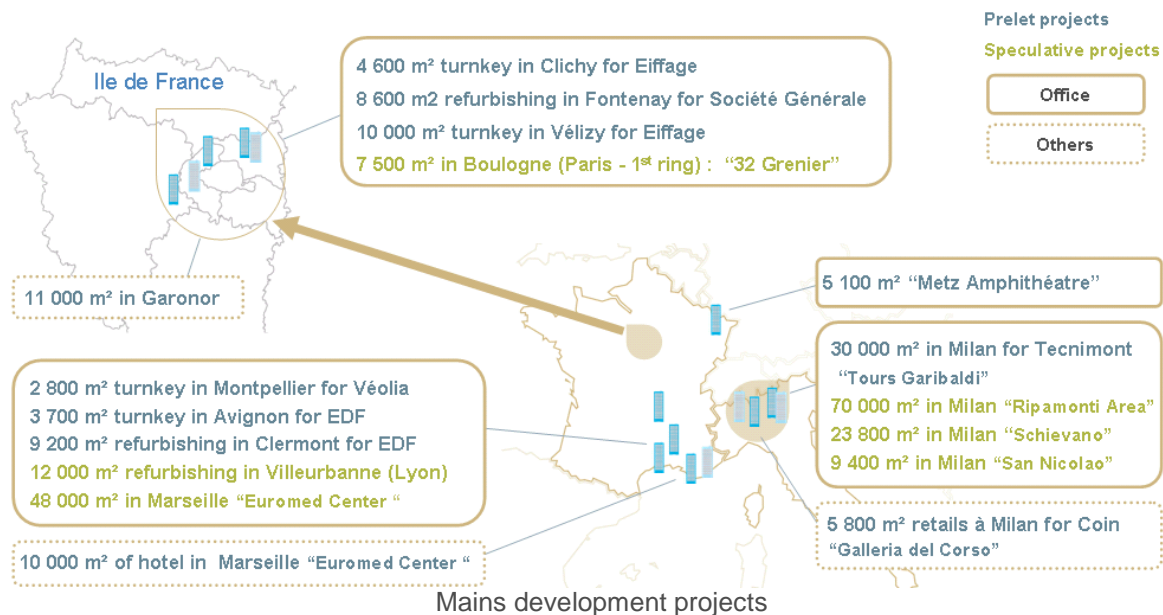 Prelet projects
Speculative projects
Office
Others
Ile de France
4 600 m² turnkey in Clichy for Eiffage
8 600 m2 refurbishing in Fontenay for Société Générale
10 000 m² turnkey in Vélizy for Eiffage
7 500 m² in Boulogne (Paris - 1st ring) : “32 Grenier”
11 000 m² in Garonor
5 100 m² “Metz Amphithéatre”
30 000 m² in Milan for Tecnimont
“Tours Garibaldi”
70 000 m² in Milan “Ripamonti Area”
23 800 m² in Milan “Schievano”
9 400 m² in Milan “San Nicolao”
2 800 m² turnkey in Montpellier for Véolia
3 700 m² turnkey in Avignon for EDF
9 200 m² refurbishing in Clermont for EDF
12 000 m² refurbishing in Villeurbanne (Lyon)
48 000 m² in Marseille “Euromed Center “
10 000 m² of hotel in Marseille “Euromed Center “
5 800 m² retails à Milan for Coin
“Galleria del Corso”
Mains development projects